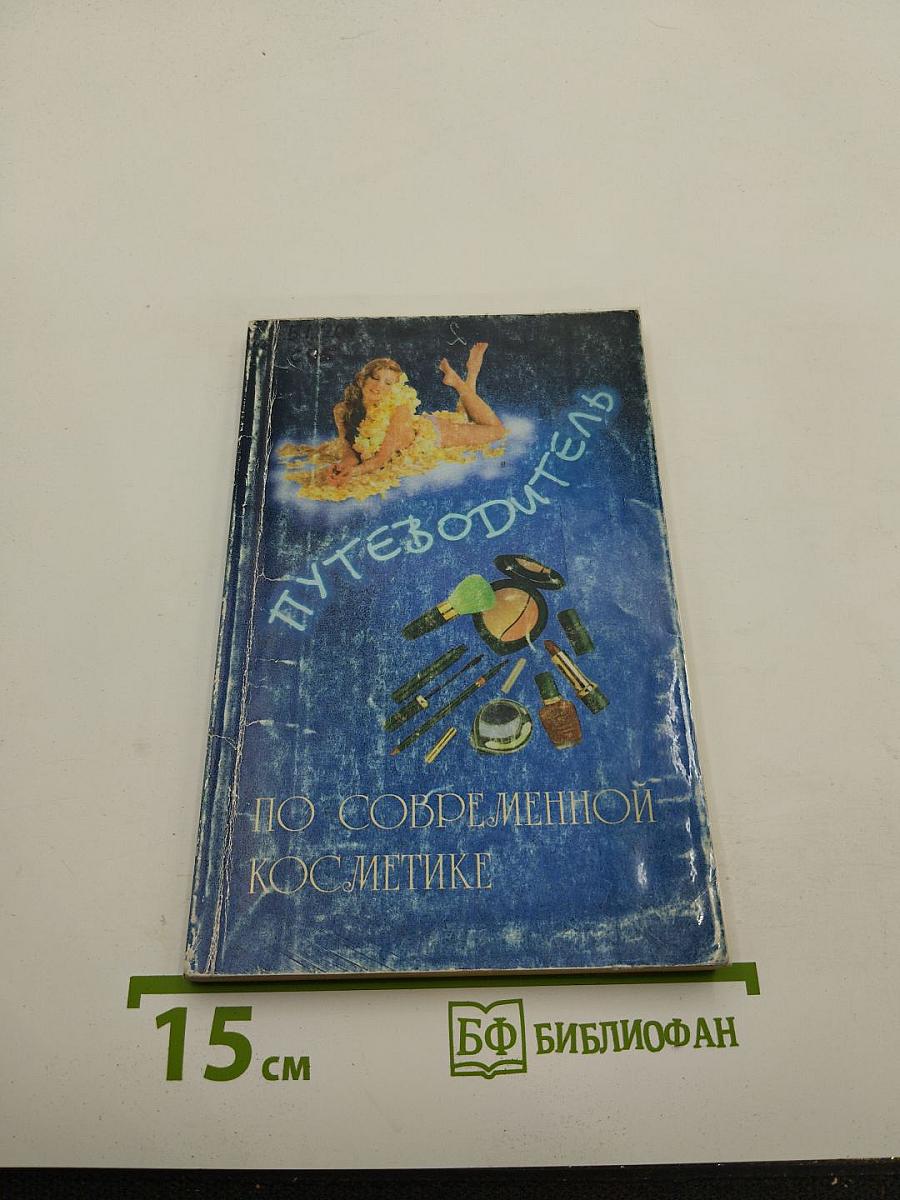 ПУТЕВОДИТЕЛЬ
ПО СОВРЕМЕННОЙ
КОСМЕТИКЕ
15 СМ
БФ БИБЛИОФАН